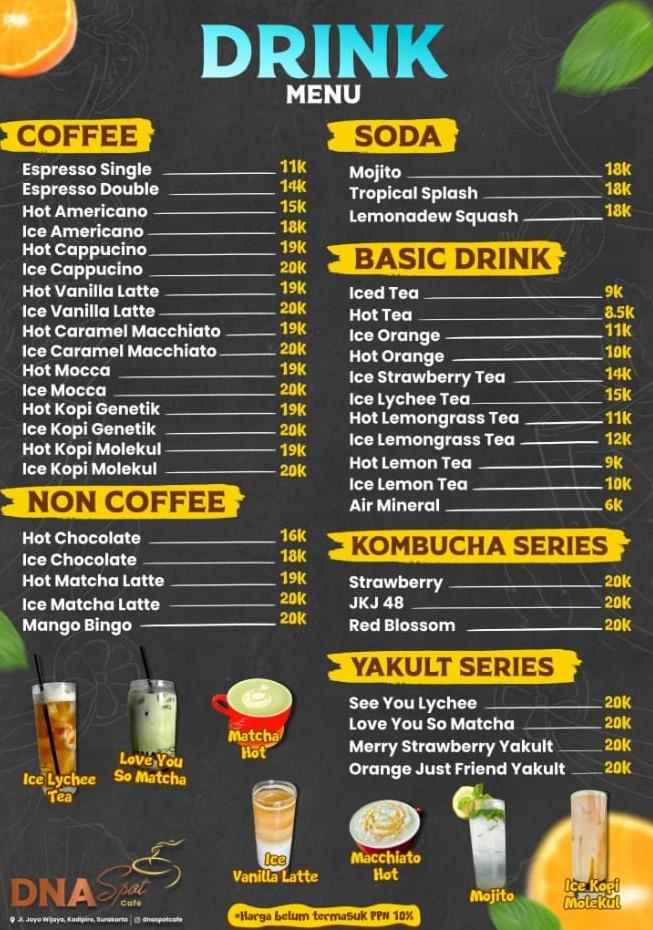 DRINK
MENU
COFFEE
Espresso Single 11k
Espresso Double 14k
Hot Americano 15k
Ice Americano 18k
Hot Cappucino 19k
Ice Cappucino 20k
Hot Vanilla Latte 19k
Ice Vanilla Latte 20k
Hot Caramel Macchiato 19k
Ice Caramel Macchiato 20k
Hot Mocca 19k
Ice Mocca 20k
Hot Kopi Genetik 19k
Ice Kopi Genetik 20k
Hot Kopi Molekul 19k
Ice Kopi Molekul 20k
NON COFFEE
Hot Chocolate 16k
Ice Chocolate 18k
Hot Matcha Latte 19k
Ice Matcha Latte 20k
Mango Bingo 20k
SODA
Mojito 18k
Tropical Splash 18k
Lemonadew Squash 18k
BASIC DRINK
Iced Tea 9k
Hot Tea 8.5k
Ice Orange 11k
Hot Orange 10k
Ice Strawberry Tea 14k
Ice Lychee Tea 15k
Hot Lemongrass Tea 11k
Ice Lemongrass Tea 12k
Hot Lemon Tea 9k
Ice Lemon Tea 10k
Air Mineral 6k
KOMBUCHA SERIES
Strawberry 20k
JKJ 48 20k
Red Blossom 20k
YAKULT SERIES
See You Lychee 20k
Love You So Matcha 20k
Merry Strawberry Yakult 20k
Orange Just Friend Yakult 20k
Ice Lychee
Tea
Love You
So Matcha
Matcha
Hot
Ice
Vanilla Latte
Macchiato
Hot
Mojito
Ice Kopi
Molekul
DNA Spot
Cafe
Jl. Joyo Wijaya, Kadipiro, Surakarta | dnaspotcafe
*Harga belum termasuk PPN 10%